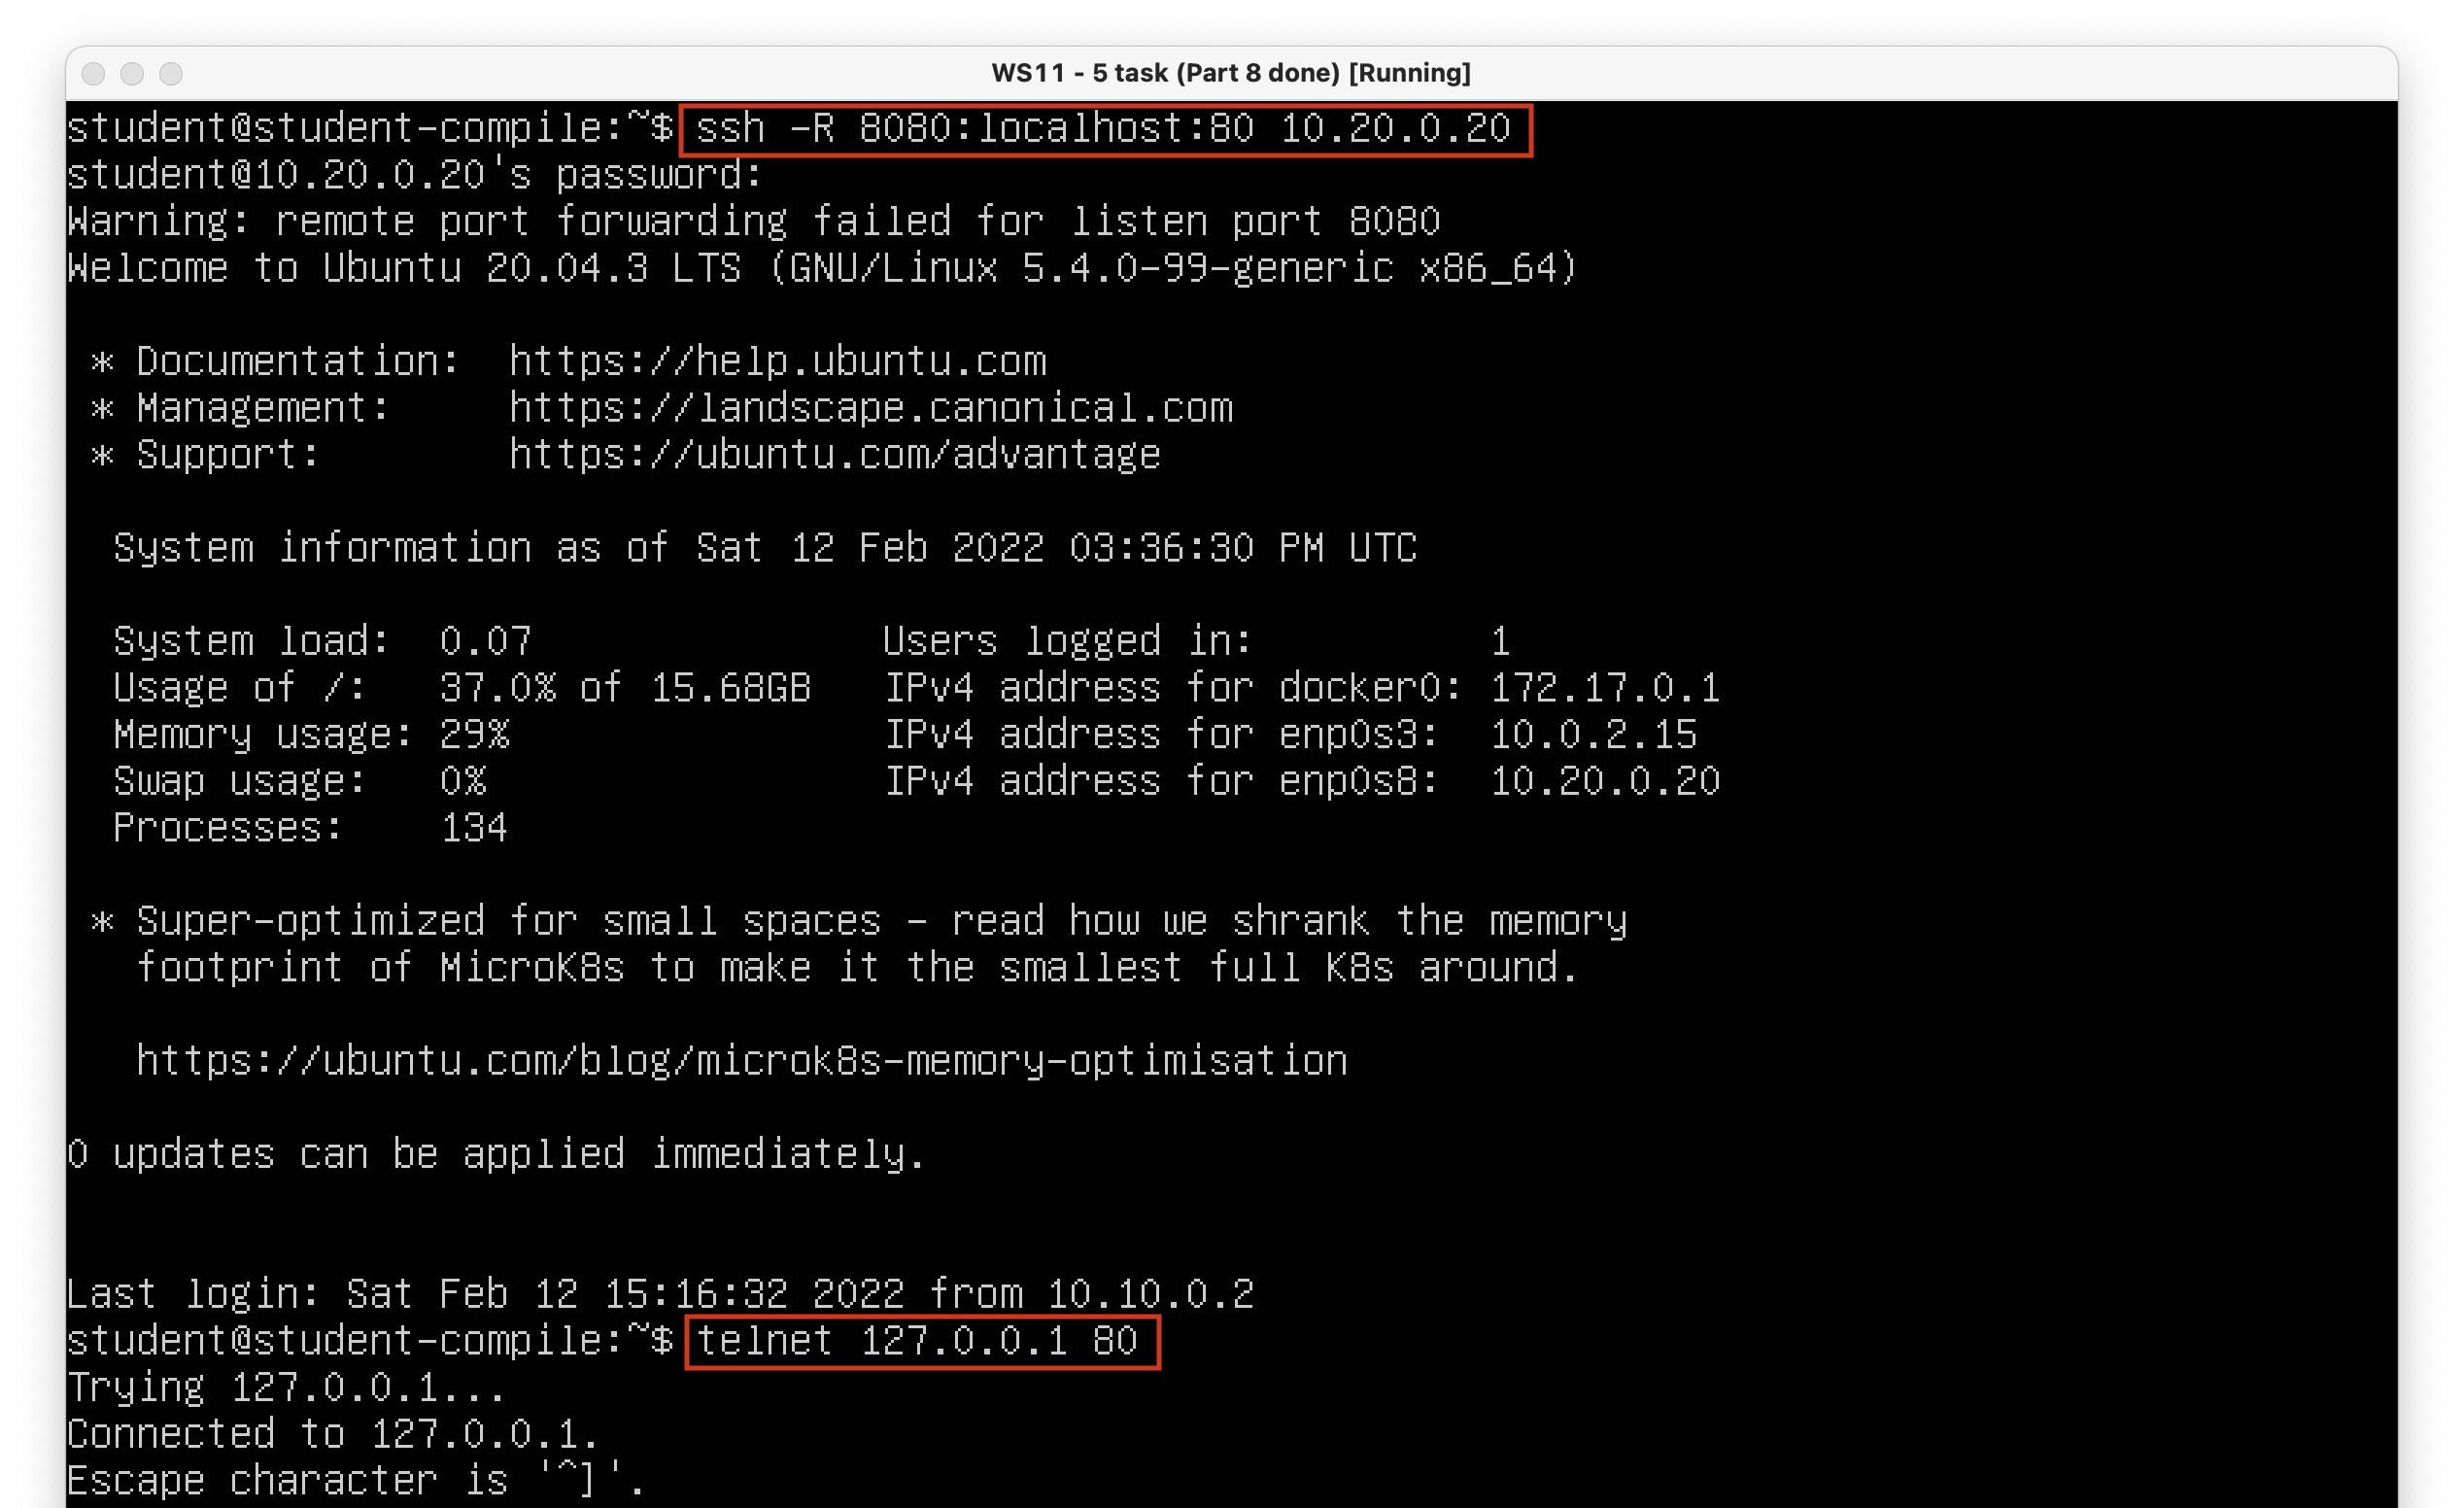 WS11 - 5 task (Part 8 done) [Running]
student@student-compile:~$ ssh -R 8080:localhost:80 10.20.0.20
student@10.20.0.20's password:
Warning: remote port forwarding failed for listen port 8080
Welcome to Ubuntu 20.04.3 LTS (GNU/Linux 5.4.0-99-generic x86_64)
* Documentation:  https://help.ubuntu.com
* Management:     https://landscape.canonical.com
* Support:        https://ubuntu.com/advantage
System information as of Sat 12 Feb 2022 03:36:30 PM UTC
System load:  0.07               Users logged in:          1
Usage of /:   37.0% of 15.68GB   IPv4 address for docker0: 172.17.0.1
Memory usage: 29%                IPv4 address for enp0s3:  10.0.2.15
Swap usage:   0%                 IPv4 address for enp0s8:  10.20.0.20
Processes:    134
* Super-optimized for small spaces - read how we shrank the memory
footprint of MicroK8s to make it the smallest full K8s around.
https://ubuntu.com/blog/microk8s-memory-optimisation
0 updates can be applied immediately.
Last login: Sat Feb 12 15:16:32 2022 from 10.10.0.2
student@student-compile:~$ telnet 127.0.0.1 80
Trying 127.0.0.1...
Connected to 127.0.0.1.
Escape character is '^]'.